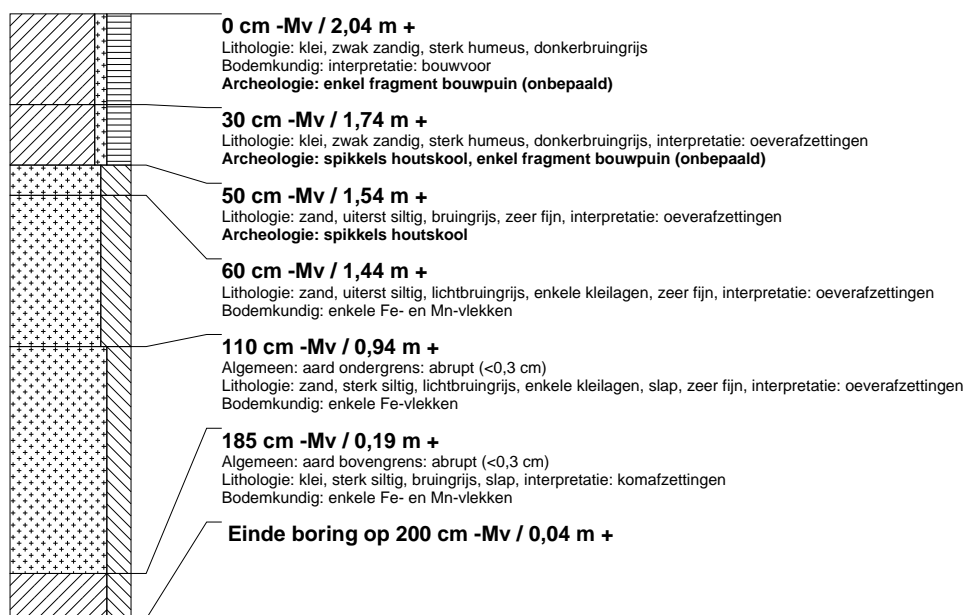 0 cm -Mv / 2,04 m +
Lithologie: klei, zwak zandig, sterk humeus, donkerbruingrijs
Bodemkundig: interpretatie: bouwvoor
Archeologie: enkel fragment bouwpuin (onbepaald)
30 cm -Mv / 1,74 m +
Lithologie: klei, zwak zandig, sterk humeus, donkerbruingrijs, interpretatie: oeverafzettingen
Archeologie: spikkels houtskool, enkel fragment bouwpuin (onbepaald)
50 cm -Mv / 1,54 m +
Lithologie: zand, uiterst siltig, bruingrijs, zeer fijn, interpretatie: oeverafzettingen
Archeologie: spikkels houtskool
60 cm -Mv / 1,44 m +
Lithologie: zand, uiterst siltig, lichtbruingrijs, enkele kleilagen, zeer fijn, interpretatie: oeverafzettingen
Bodemkundig: enkele Fe- en Mn-vlekken
110 cm -Mv / 0,94 m +
Algemeen: aard ondergrens: abrupt (<0,3 cm)
Lithologie: zand, sterk siltig, lichtbruingrijs, enkele kleilagen, slap, zeer fijn, interpretatie: oeverafzettingen
Bodemkundig: enkele Fe-vlekken
185 cm -Mv / 0,19 m +
Algemeen: aard bovengrens: abrupt (<0,3 cm)
Lithologie: klei, sterk siltig, bruingrijs, slap, interpretatie: komafzettingen
Bodemkundig: enkele Fe- en Mn-vlekken
Einde boring op 200 cm -Mv / 0,04 m +